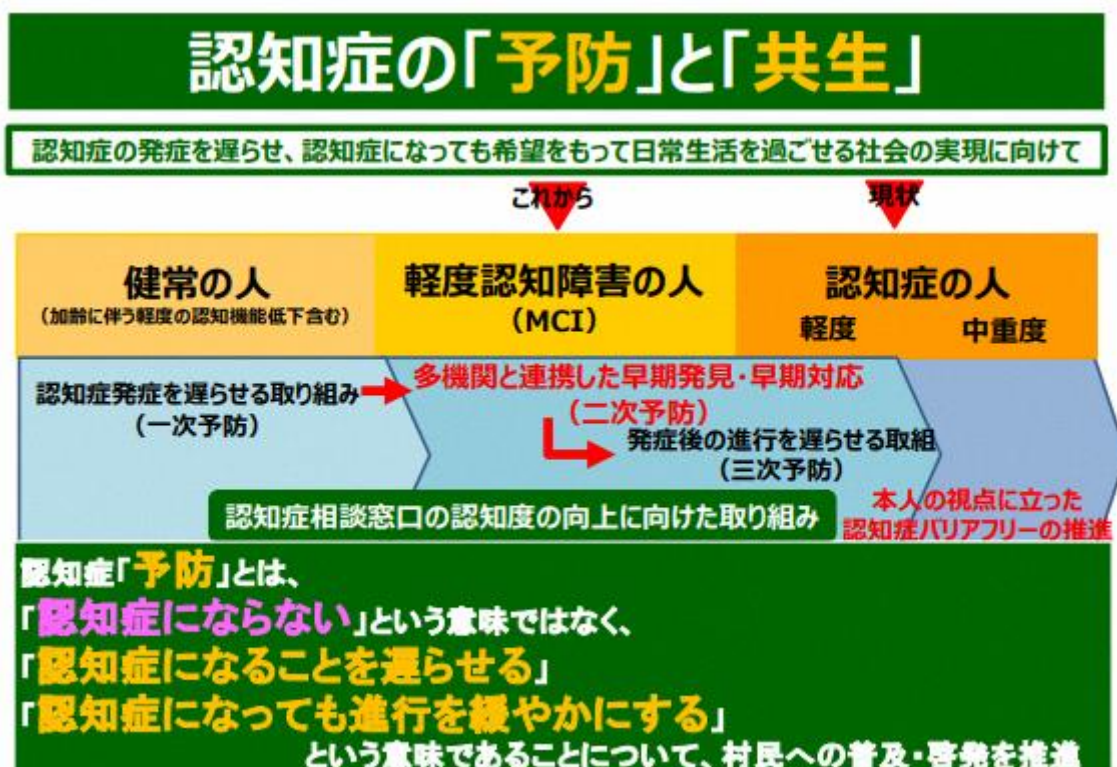 認知症の「予防」と「共生」
認知症の発症を遅らせ、認知症になっても希望をもって日常生活を過ごせる社会の実現に向けて
これから
現状
健常の人
（加齢に伴う軽度の認知機能低下含む）
軽度認知障害の人
（MCI）
認知症の人
軽度
中重度
認知症発症を遅らせる取り組み
（一次予防）
多機関と連携した早期発見・早期対応
（二次予防）
発症後の進行を遅らせる取組
（三次予防）
認知症相談窓口の認知度の向上に向けた取り組み
本人の視点に立った
認知症バリアフリーの推進
認知症「予防」とは、
「認知症にならない」という意味ではなく、
「認知症になることを遅らせる」
「認知症になっても進行を緩やかにする」
という意味であることについて、村民への普及・啓発を推進